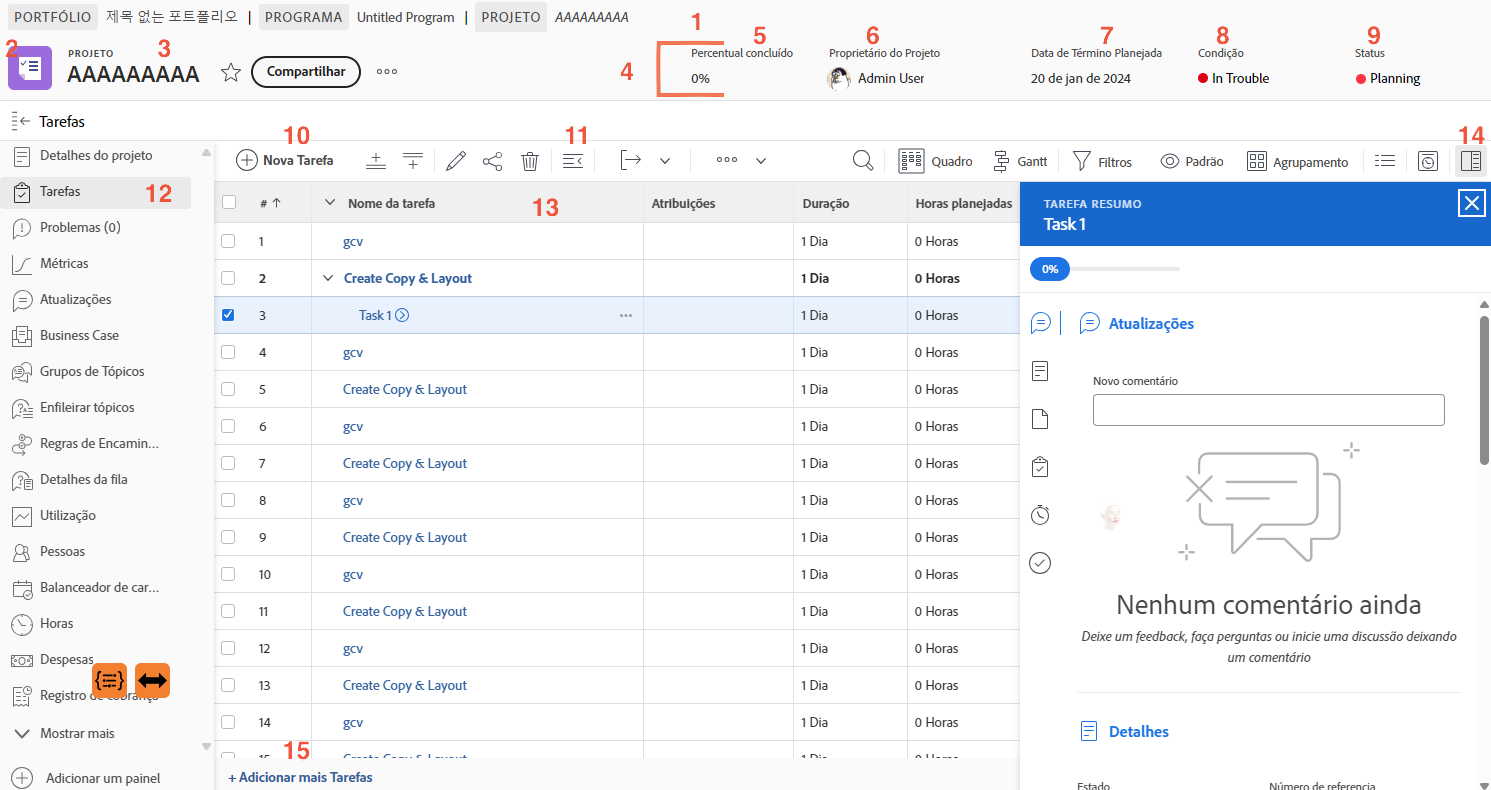 PORTFÓLIO 제목 없는 포트폴리오 | PROGRAMA Untitled Program | PROJETO AAAAAAAAA
1
2 PROJETO 3
AAAAAAAAA Compartilhar
4
5
Percentual concluído
0%
6
Proprietário do Projeto
Admin User
7
Data de Término Planejada
20 de jan de 2024
8
Condição
In Trouble
9
Status
Planning
Tarefas
Detalhes do projeto
Tarefas 12
Problemas (0)
Métricas
Atualizações
Business Case
Grupos de Tópicos
Enfileirar tópicos
Regras de Encamin...
Detalhes da fila
Utilização
Pessoas
Balanceador de car...
Horas
Despesas
Mostrar mais
Adicionar um painel
10 11 14
Nova Tarefa Quadro Gantt Filtros Padrão Agrupamento
# Nome da tarefa 13 Atribuições Duração Horas planejadas
1 gcv 1 Dia 0 Horas
2 Create Copy & Layout 1 Dia 0 Horas
3 Task 1 1 Dia 0 Horas
4 gcv 1 Dia 0 Horas
5 Create Copy & Layout 1 Dia 0 Horas
6 gcv 1 Dia 0 Horas
7 Create Copy & Layout 1 Dia 0 Horas
8 gcv 1 Dia 0 Horas
9 Create Copy & Layout 1 Dia 0 Horas
10 gcv 1 Dia 0 Horas
11 Create Copy & Layout 1 Dia 0 Horas
12 gcv 1 Dia 0 Horas
13 Create Copy & Layout 1 Dia 0 Horas
14 gcv 1 Dia 0 Horas
15
+ Adicionar mais Tarefas
TAREFA RESUMO
Task 1
0%
Atualizações
Novo comentário
Nenhum comentário ainda
Deixe um feedback, faça perguntas ou inicie uma discussão deixando
um comentário
Detalhes
Estado Número de referencia